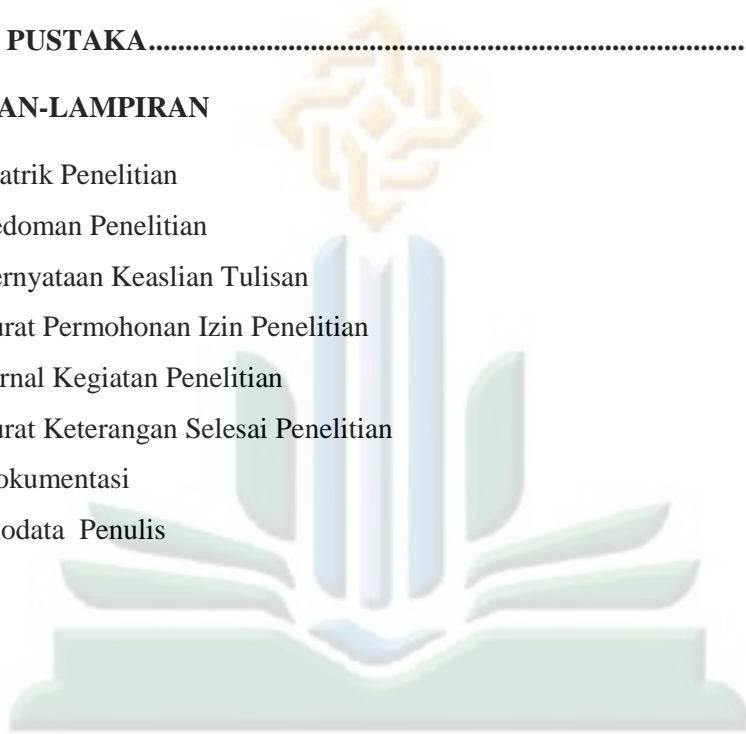 PUSTAKA..................................................................................
AN-LAMPIRAN
atrik Penelitian
edoman Penelitian
ernyataan Keaslian Tulisan
urat Permohonan Izin Penelitian
rnal Kegiatan Penelitian
urat Keterangan Selesai Penelitian
okumentasi
iodata Penulis